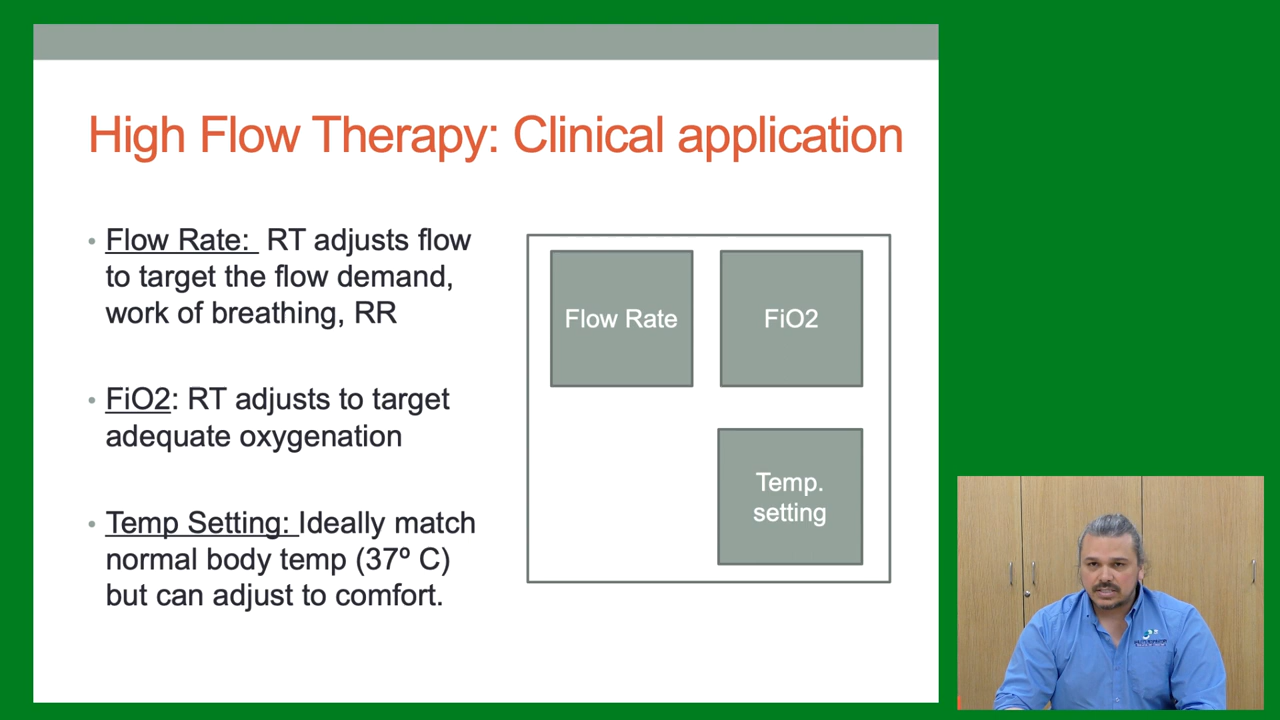 High Flow Therapy: Clinical application
• Flow Rate: RT adjusts flow
to target the flow demand,
work of breathing, RR
• FiO2: RT adjusts to target
adequate oxygenation
• Temp Setting: Ideally match
normal body temp (37º C)
but can adjust to comfort.
Flow Rate
FiO2
Temp.
setting